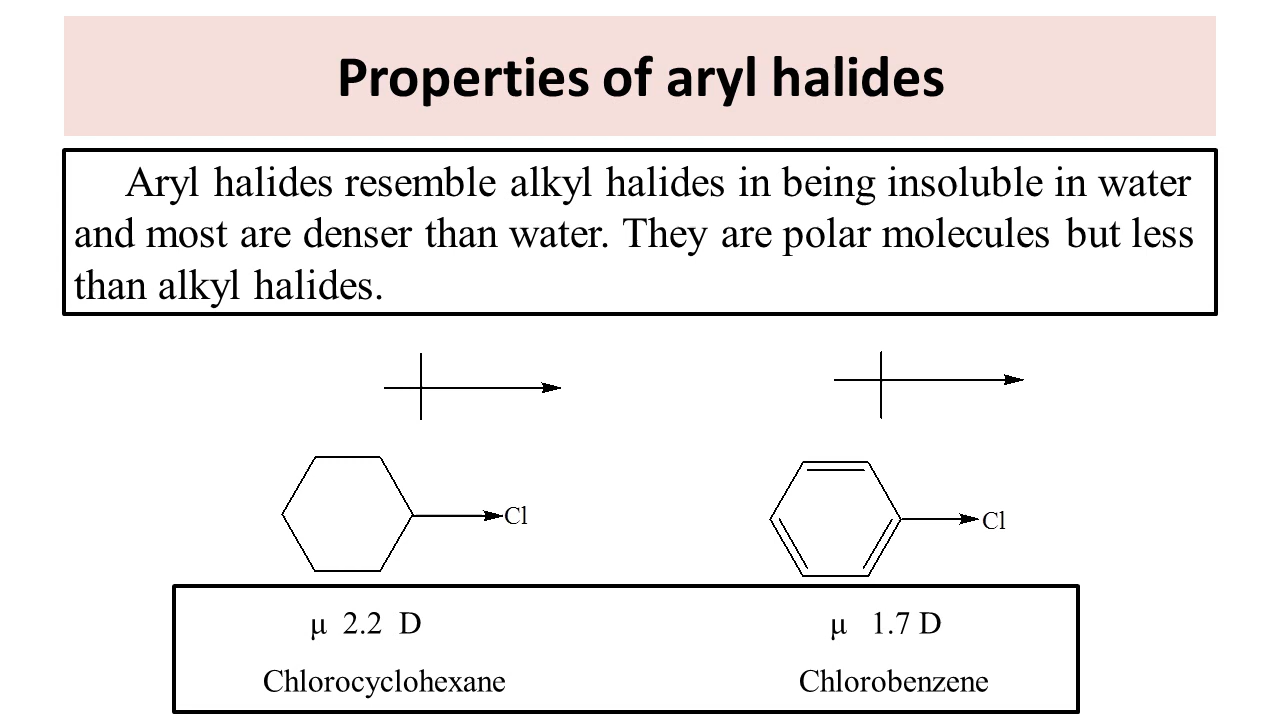 Properties of aryl halides
Aryl halides resemble alkyl halides in being insoluble in water
and most are denser than water. They are polar molecules but less
than alkyl halides.
Cl
Cl
μ 2.2 D
μ 1.7 D
Chlorocyclohexane
Chlorobenzene